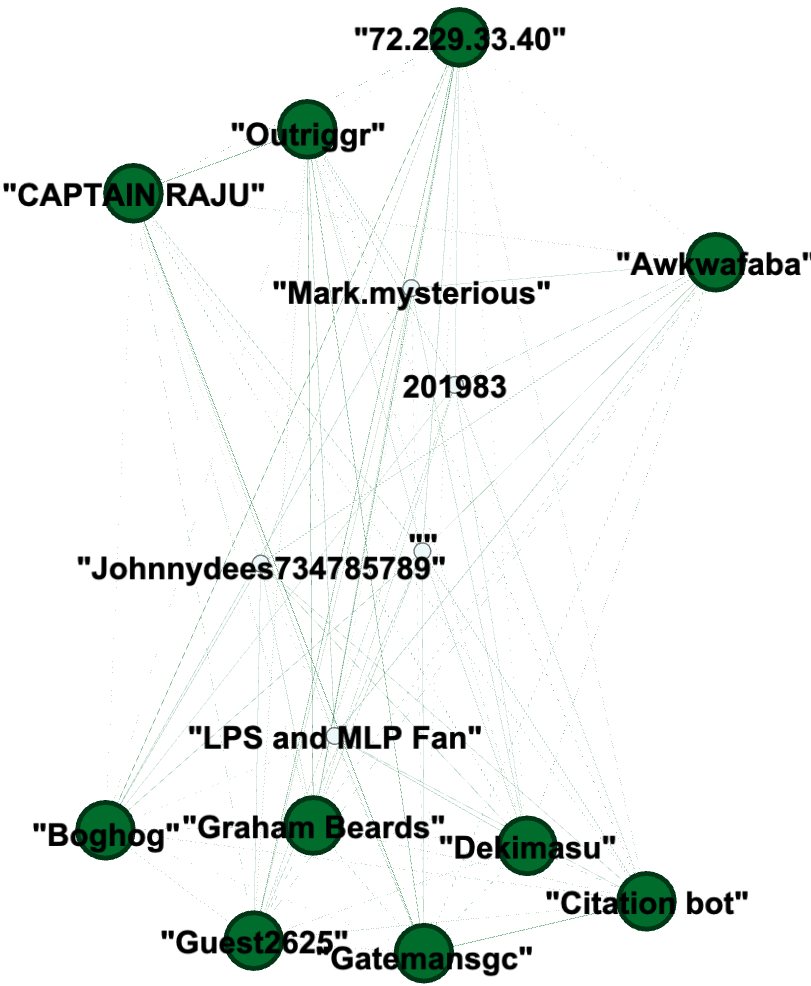 "72.229.33.40"
"Outriggr"
"CAPTAIN RAJU"
"Awkwafaba"
"Mark.mysterious"
201983
""
"Johnnydees734785789"
"LPS and MLP Fan"
"Boghog"
"Graham Beards"
"Dekimasu"
"Citation bot"
"Guest2625"
"Gatemansgc"